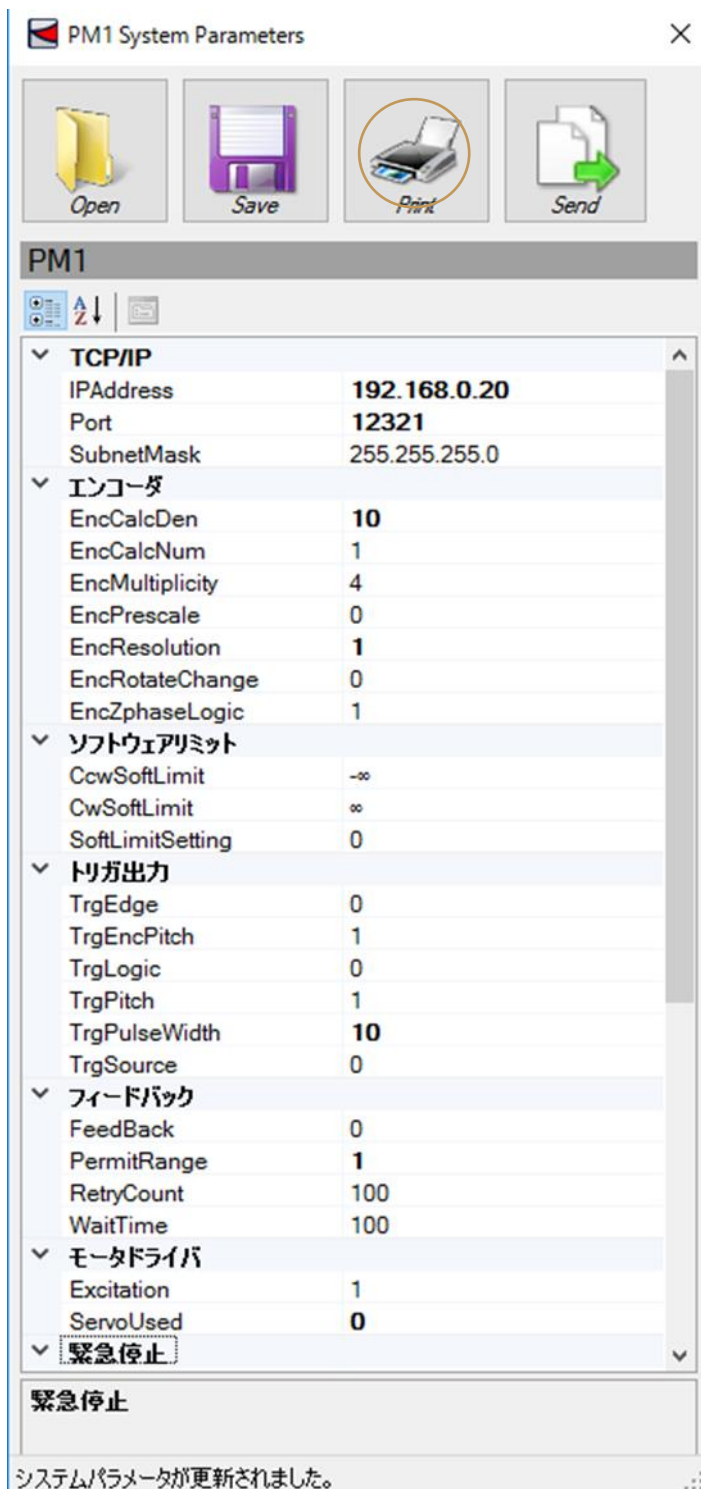 PM1 System Parameters
Open Save Print Send
PM1
TCP/IP
IPAddress 192.168.0.20
Port 12321
SubnetMask 255.255.255.0
エンコーダ
EncCalcDen 10
EncCalcNum 1
EncMultiplicity 4
EncPrescale 0
EncResolution 1
EncRotateChange 0
EncZphaseLogic 1
ソフトウェアリミット
CcwSoftLimit -∞
CwSoftLimit ∞
SoftLimitSetting 0
トリガ出力
TrgEdge 0
TrgEncPitch 1
TrgLogic 0
TrgPitch 1
TrgPulseWidth 10
TrgSource 0
フィードバック
FeedBack 0
PermitRange 1
RetryCount 100
WaitTime 100
モータドライバ
Excitation 1
ServoUsed 0
緊急停止
緊急停止
システムパラメータが更新されました。